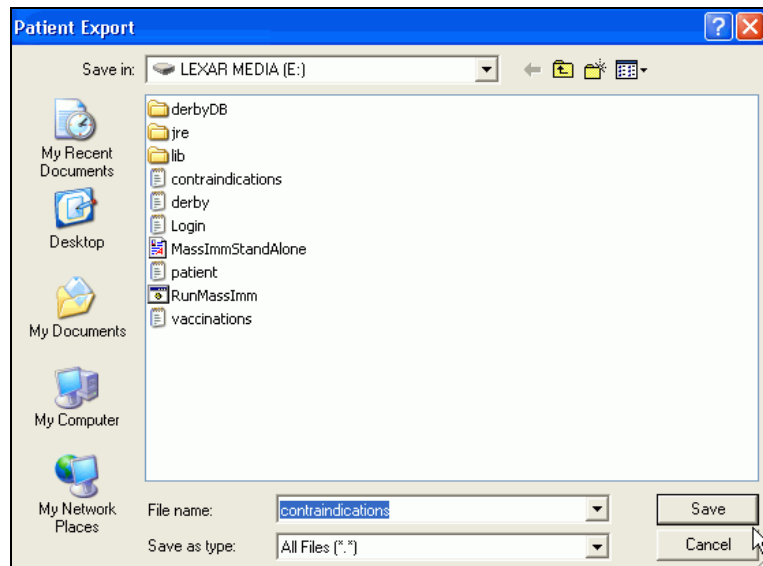 Patient Export
Save in:
LEXAR MEDIA (E:)
My Recent
Documents
Desktop
My Documents
My Computer
My Network
Places
derbyDB
jre
lib
contraindications
derby
Login
MassImmStandAlone
patient
RunMassImm
vaccinations
File name:
contraindications
Save
Save as type:
All Files (*.*)
Cancel